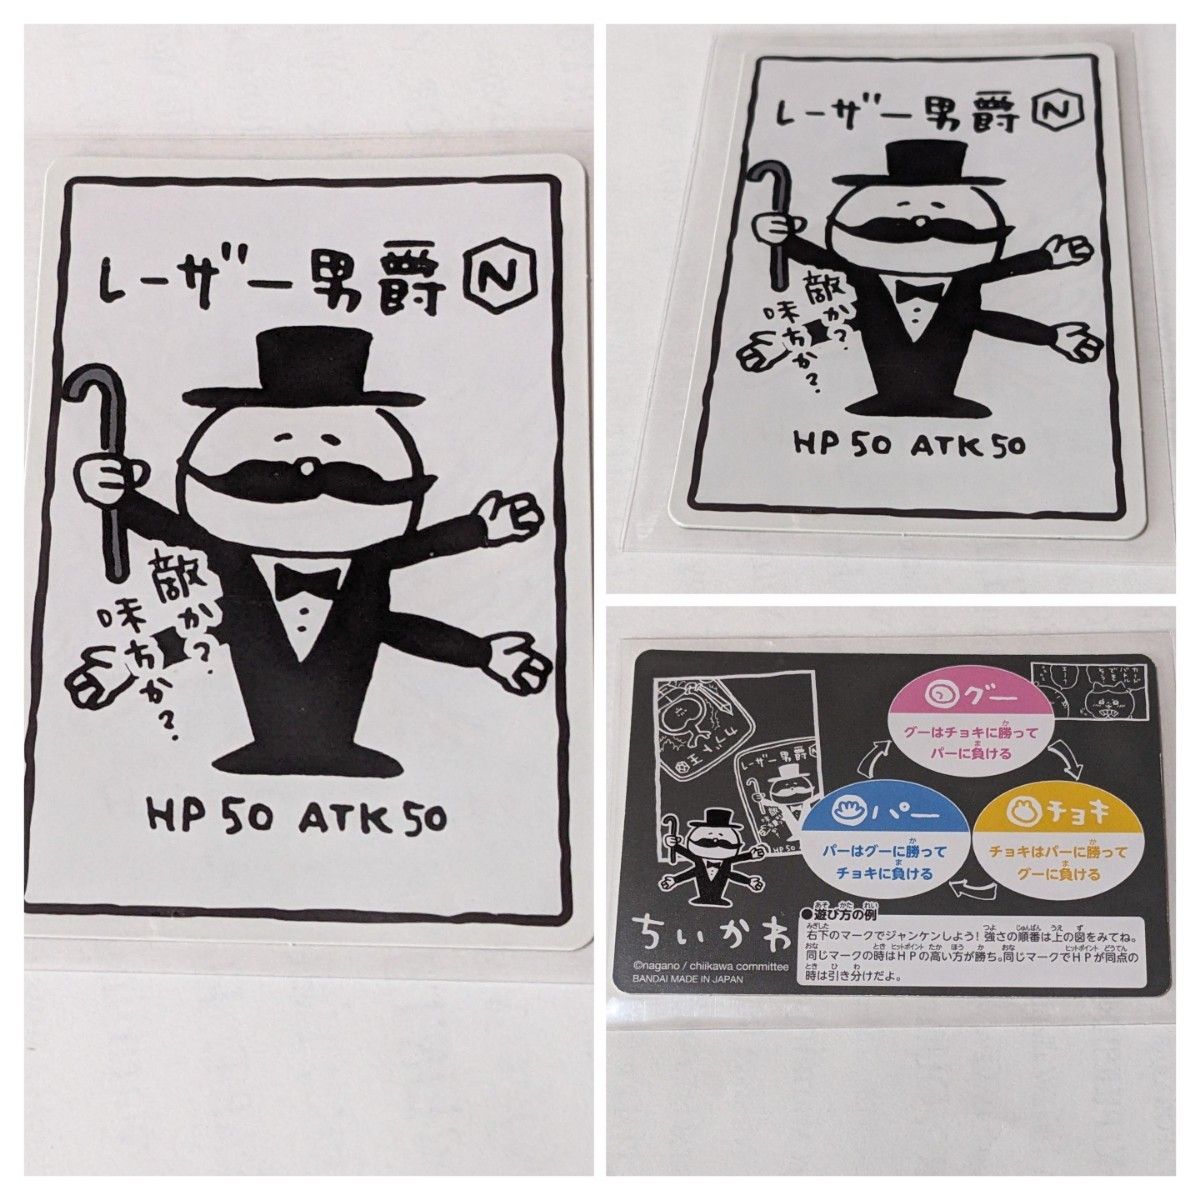 レーザー男爵 N
敵か?
味方か?
HP 50 ATK 50
レーザー男爵 N
敵か?
味方か?
HP 50 ATK 50
グー
グーはチョキに勝って
パーに負ける
パー
パーはグーに勝って
チョキに負ける
チョキ
チョキはパーに勝って
グーに負ける
カブト王
レーザー男爵 N
HP 50
ちいかわ
©nagano / chiikawa committee
BANDAI MADE IN JAPAN
●遊び方の例
右下のマークでジャンケンしよう!強さの順番は上の図をみてね。
同じマークの時はHPの高い方が勝ち。同じマークでHPが同点の
時は引き分けだよ。